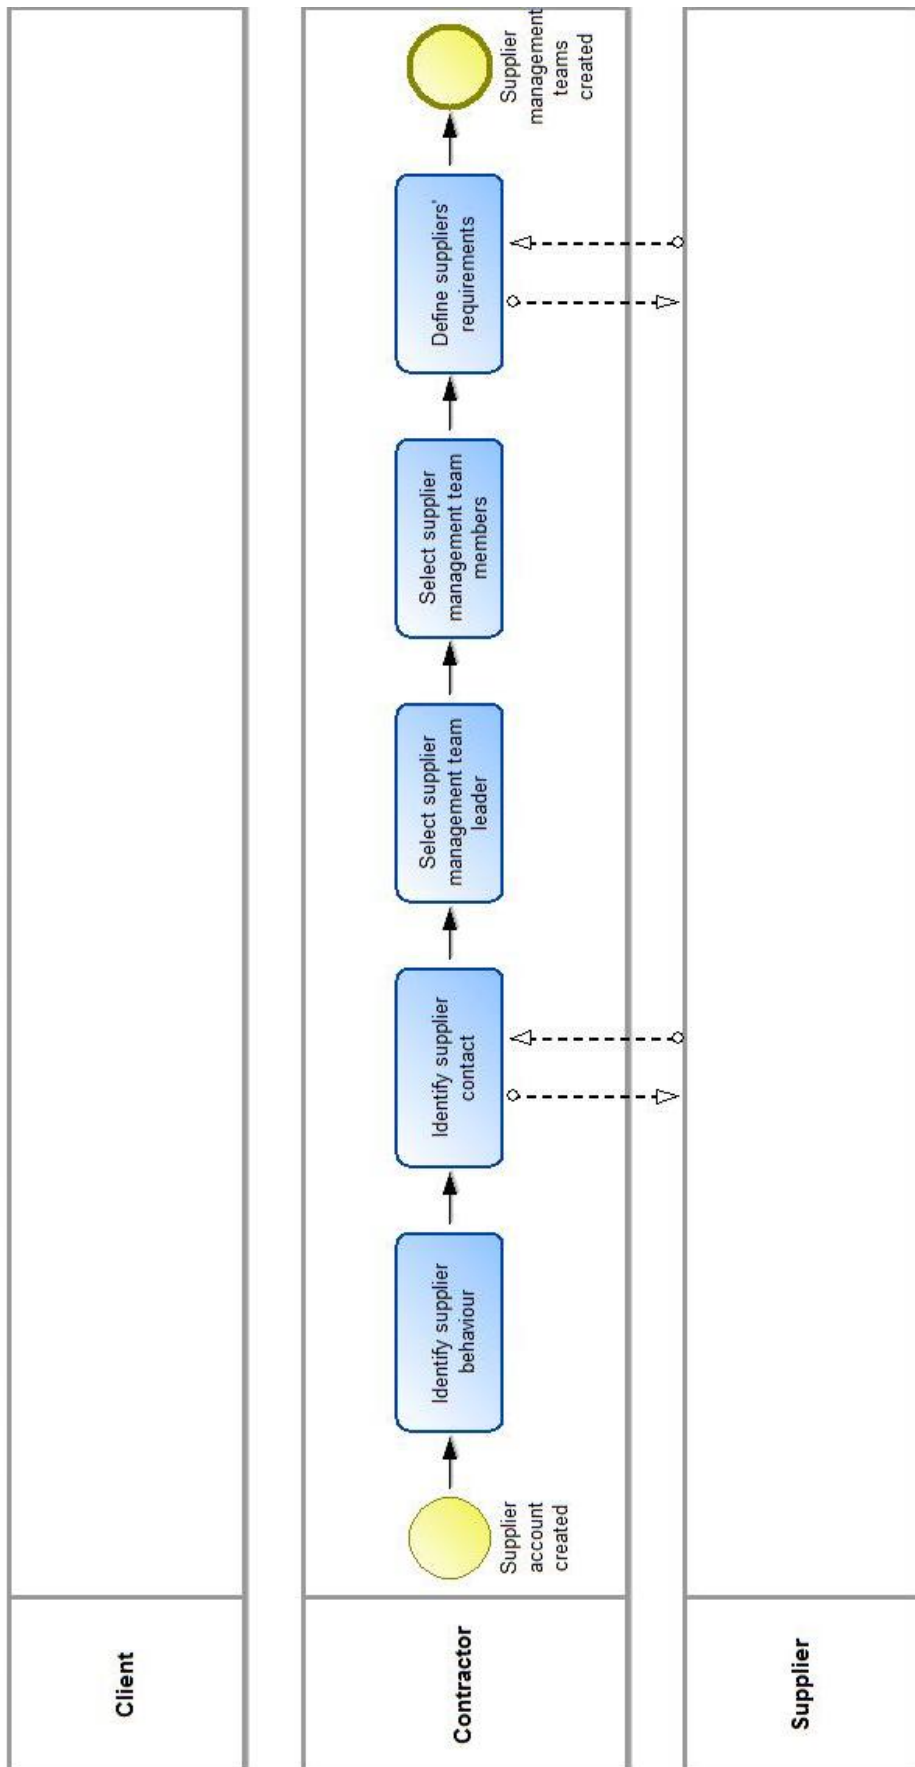 Client
Contractor
Supplier
account
created
Identify supplier
behaviour
Identify supplier
contact
Select supplier
management team
leader
Select supplier
management team
members
Define suppliers'
requirements
Supplier
management
teams
created
Supplier